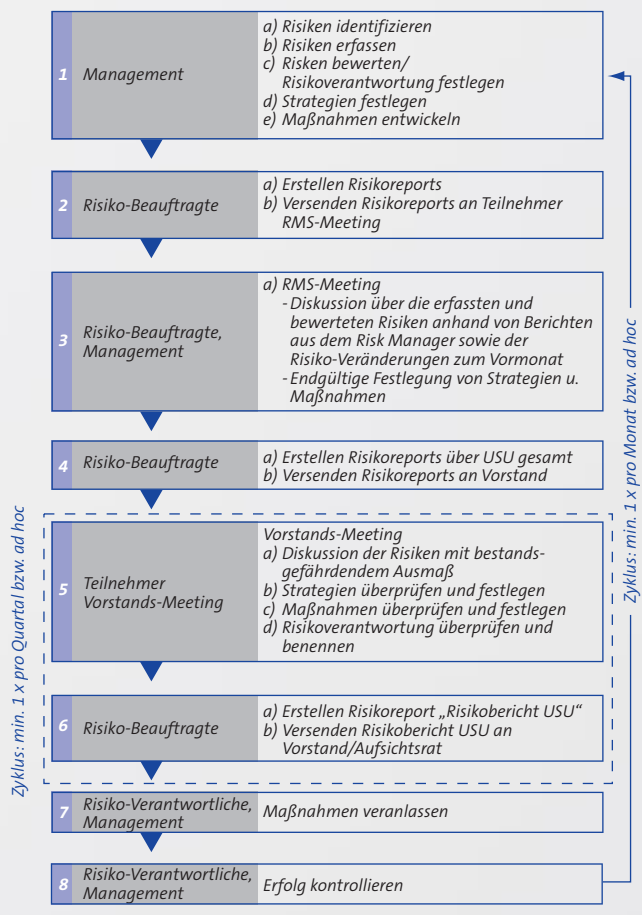 1
Management
a) Risiken identifizieren
b) Risiken erfassen
c) Risken bewerten/
Risikoverantwortung festlegen
d) Strategien festlegen
e) Maßnahmen entwickeln
2
Risiko-Beauftragte
a) Erstellen Risikoreports
b) Versenden Risikoreports an Teilnehmer
RMS-Meeting
3
Risiko-Beauftragte,
Management
a) RMS-Meeting
- Diskussion über die erfassten und
bewerteten Risiken anhand von Berichten
aus dem Risk Manager sowie der
Risiko-Veränderungen zum Vormonat
- Endgültige Festlegung von Strategien u.
Maßnahmen
4
Risiko-Beauftragte
a) Erstellen Risikoreports über USU gesamt
b) Versenden Risikoreports an Vorstand
5
Teilnehmer
Vorstands-Meeting
Vorstands-Meeting
a) Diskussion der Risiken mit bestands-
gefährdendem Ausmaß
b) Strategien überprüfen und festlegen
c) Maßnahmen überprüfen und festlegen
d) Risikoverantwortung überprüfen und
benennen
6
Risiko-Beauftragte
a) Erstellen Risikoreport „Risikobericht USU“
b) Versenden Risikobericht USU an
Vorstand/Aufsichtsrat
7
Risiko-Verantwortliche,
Management
Maßnahmen veranlassen
8
Risiko-Verantwortliche,
Management
Erfolg kontrollieren
Zyklus: min. 1 x pro Quartal bzw. ad hoc
Zyklus: min. 1 x pro Monat bzw. ad hoc